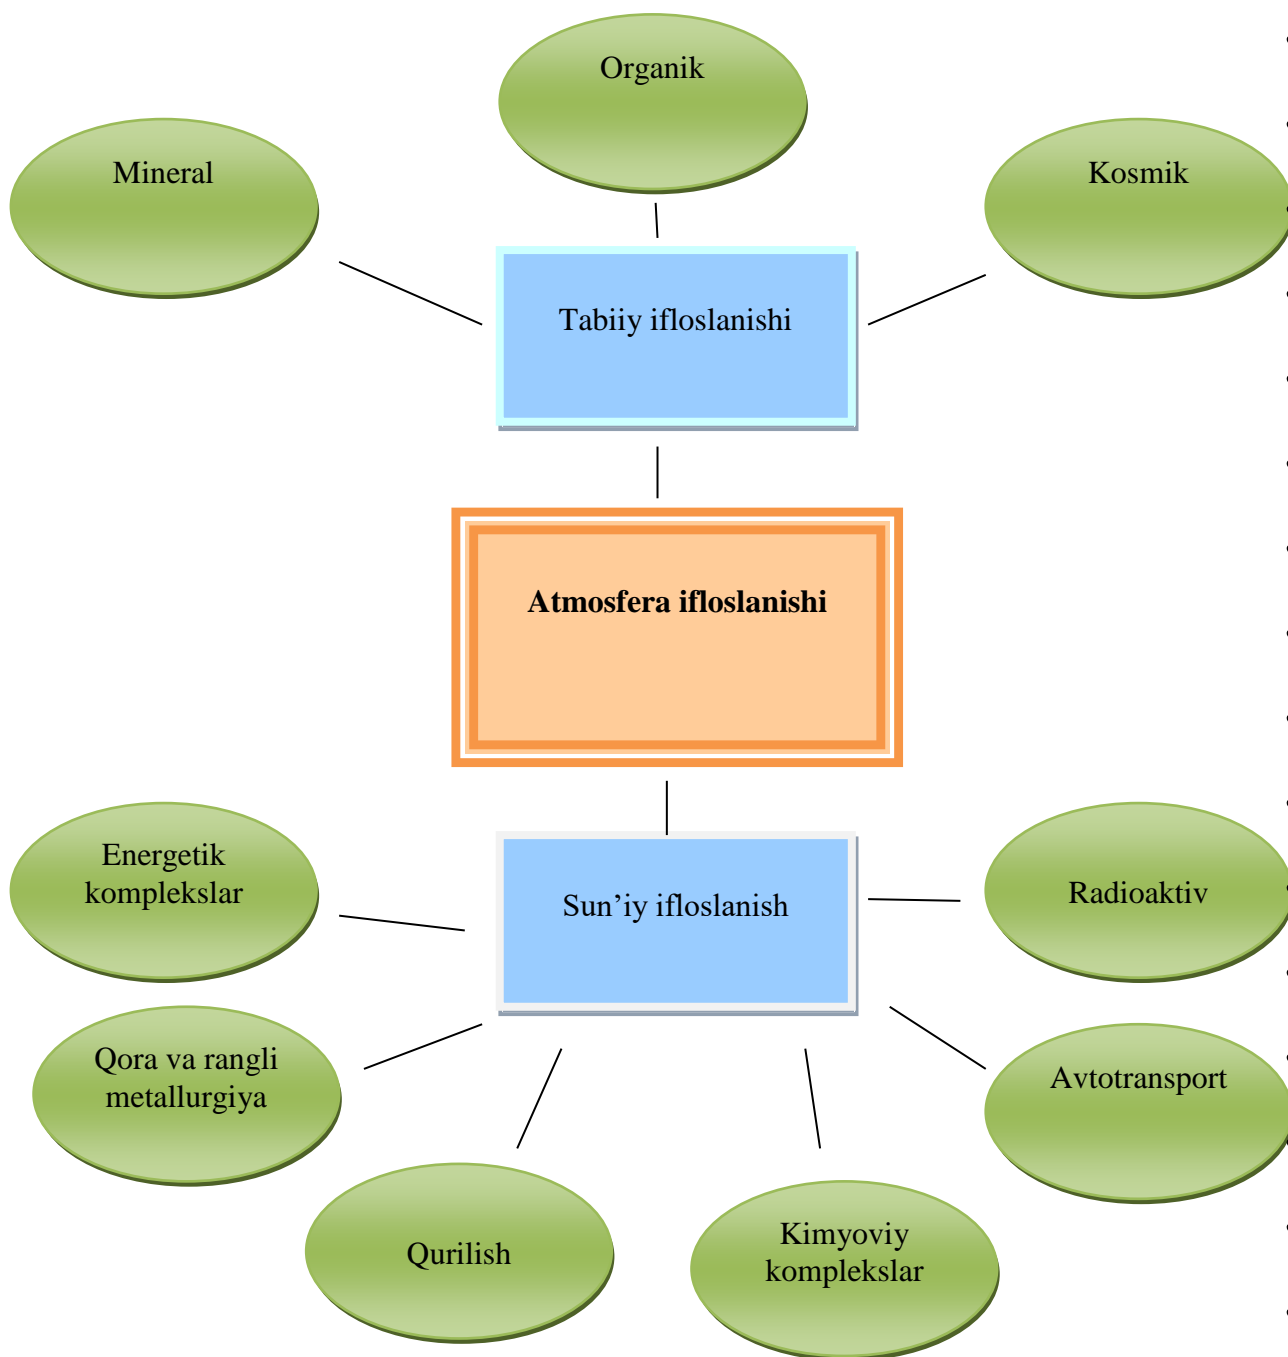 Organik
Mineral
Kosmik
Tabiiy ifloslanishi
Atmosfera ifloslanishi
Energetik
komplekslar
Sun’iy ifloslanish
Radioaktiv
Qora va rangli
metallurgiya
Avtotransport
Qurilish
Kimyoviy
komplekslar